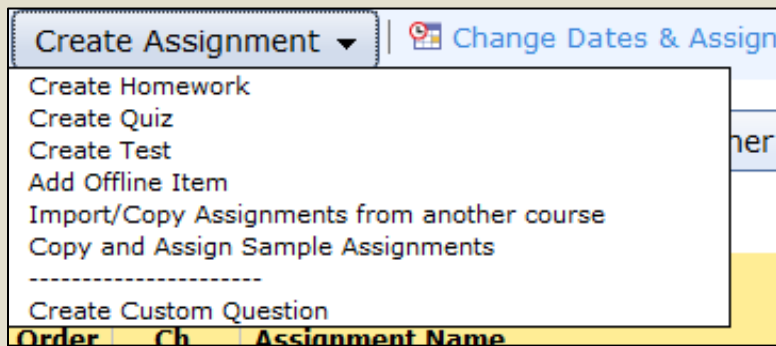 Create Assignment Change Dates & Assign
Create Homework
Create Quiz
Create Test
her
Add Offline Item
Import/Copy Assignments from another course
Copy and Assign Sample Assignments
----------------------
Create Custom Question
Order Ch Assignment Name